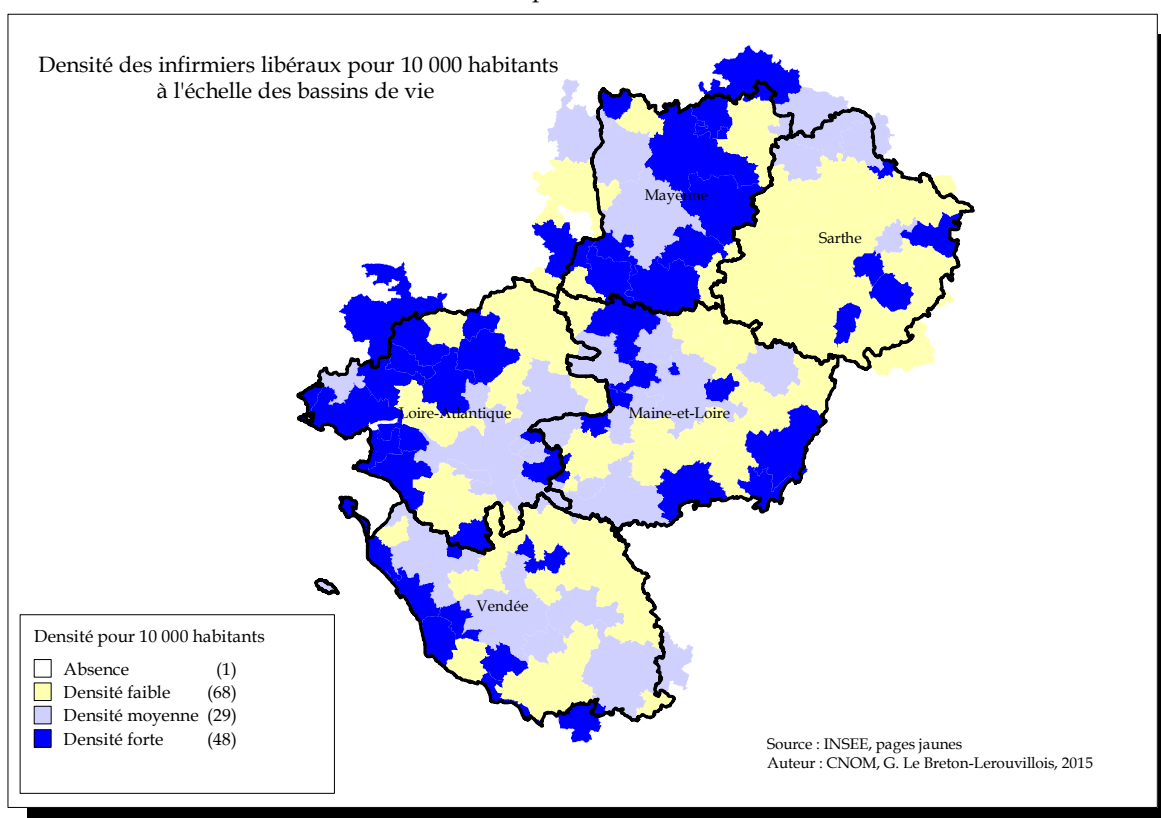 Densité des infirmiers libéraux pour 10 000 habitants
à l'échelle des bassins de vie
Mayenne
Sarthe
Loire-Atlantique
Maine-et-Loire
Vendée
Densité pour 10 000 habitants
Absence (1)
Densité faible (68)
Densité moyenne (29)
Densité forte (48)
Source : INSEE, pages jaunes
Auteur : CNOM, G. Le Breton-Lerouvillois, 2015